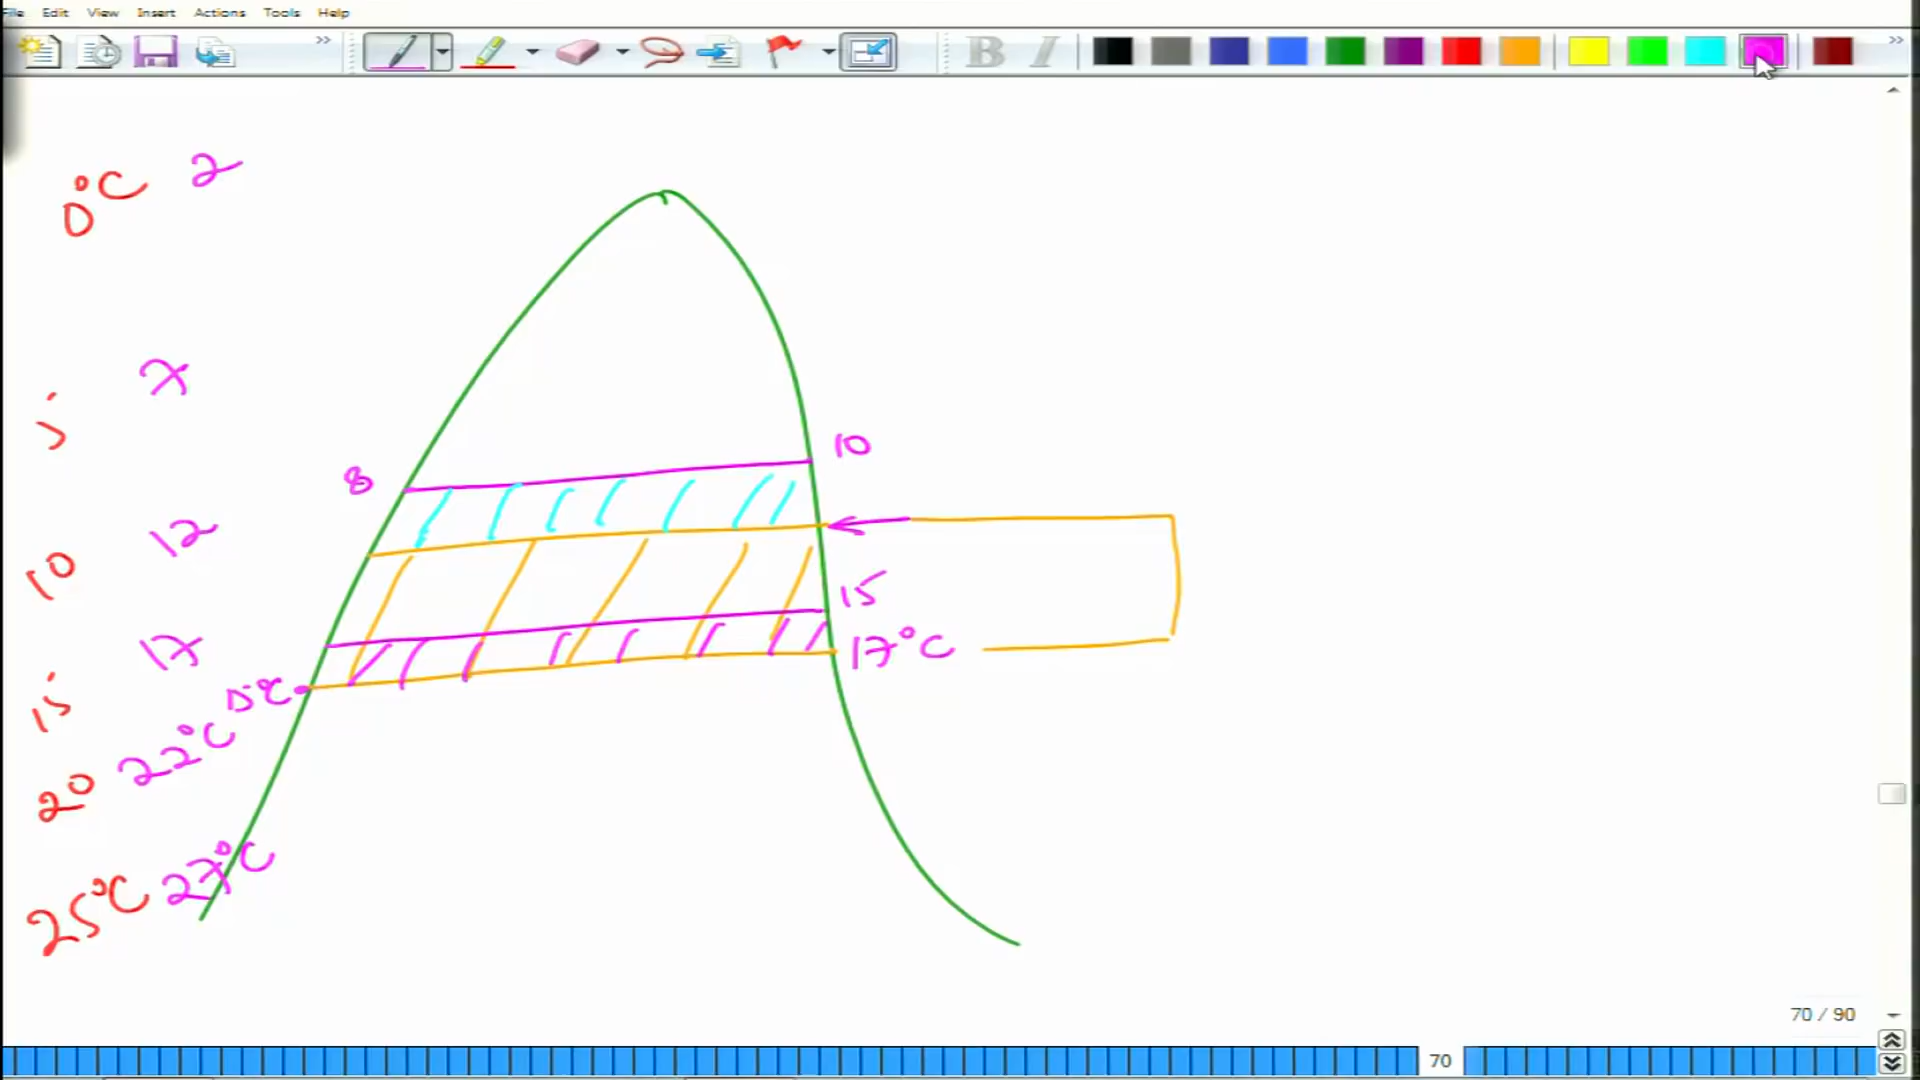 File Edit View Insert Actions Tools Help
B I
0°C 2
5 7
8 10
10 12
15
17 17°C
15
22°C
20
25°C 27°C
70 / 90
70